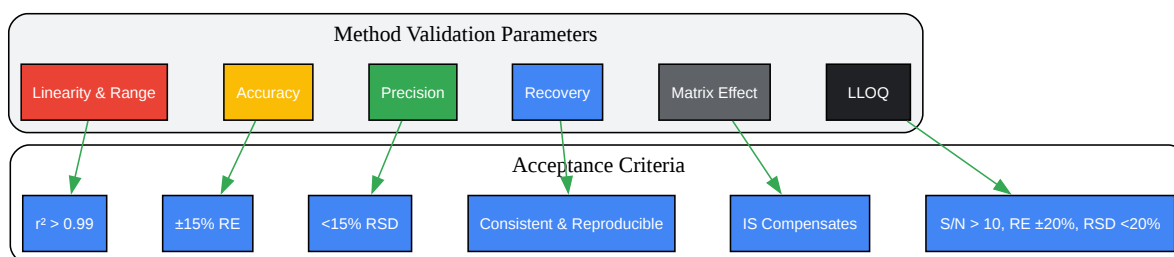 Method Validation Parameters
Linearity & Range
Accuracy
Precision
Recovery
Matrix Effect
LLOQ
Acceptance Criteria
r² > 0.99
±15% RE
<15% RSD
Consistent & Reproducible
IS Compensates
S/N > 10, RE ±20%, RSD <20%